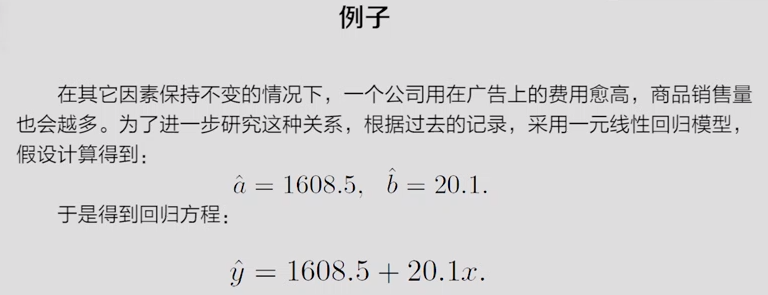 例子
在其它因素保持不变的情况下，一个公司用在广告上的费用愈高，商品销售量
也会越多。为了进一步研究这种关系，根据过去的记录，采用一元线性回归模型，
假设计算得到：
â = 1608.5,  b̂ = 20.1.
于是得到回归方程：
ŷ = 1608.5 + 20.1x.